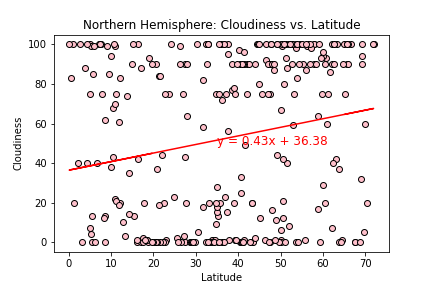 Northern Hemisphere: Cloudiness vs. Latitude
100
80
60
40
20
0
Cloudiness
y = 0.43x + 36.38
0 10 20 30 40 50 60 70
Latitude